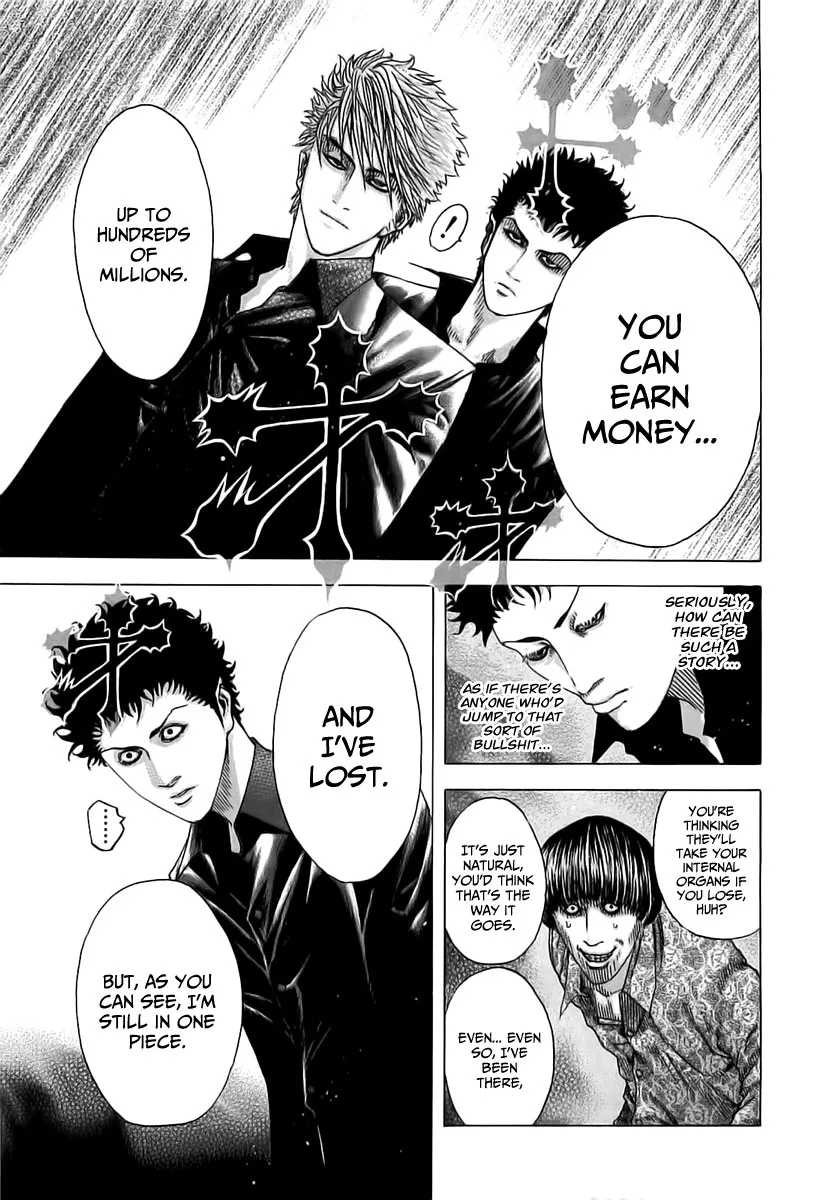 YOU
CAN
EARN
MONEY...
!
UP TO
HUNDREDS
OF
MILLIONS.
SERIOUSLY,
HOW CAN
THERE BE
SUCH A
STORY...
AS IF THERE'S
ANYONE WHO'D
JUMP TO THAT
SORT OF
BULLSHIT...
YOU'RE
THINKING
THEY'LL
TAKE YOUR
INTERNAL
ORGANS IF
YOU LOSE,
HUH?
IT'S JUST
NATURAL,
YOU'D THINK
THAT'S THE
WAY IT
GOES.
EVEN... EVEN
SO, I'VE
BEEN
THERE,
AND
I'VE
LOST.
......
BUT, AS YOU
CAN SEE, I'M
STILL IN ONE
PIECE.